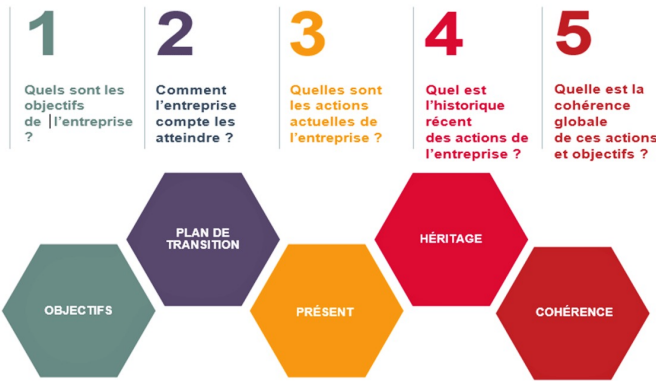 1
Quels sont les
objectifs
de l'entreprise
?
2
Comment
l'entreprise
compte les
atteindre ?
3
Quelles sont
les actions
actuelles de
l'entreprise ?
4
Quel est
l'historique
récent
des actions de
l'entreprise ?
5
Quelle est la
cohérence
globale
de ces actions
et objectifs ?
OBJECTIFS
PLAN DE
TRANSITION
PRÉSENT
HÉRITAGE
COHÉRENCE